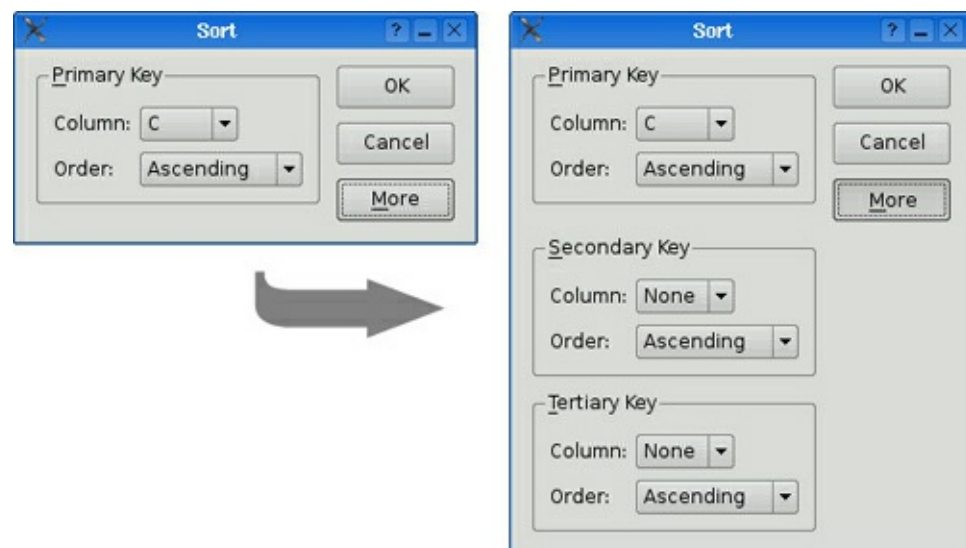 Sort
Primary Key
OK
Column: C
Cancel
Order: Ascending
More
Sort
Primary Key
OK
Column: C
Cancel
Order: Ascending
More
Secondary Key
Column: None
Order: Ascending
Tertiary Key
Column: None
Order: Ascending